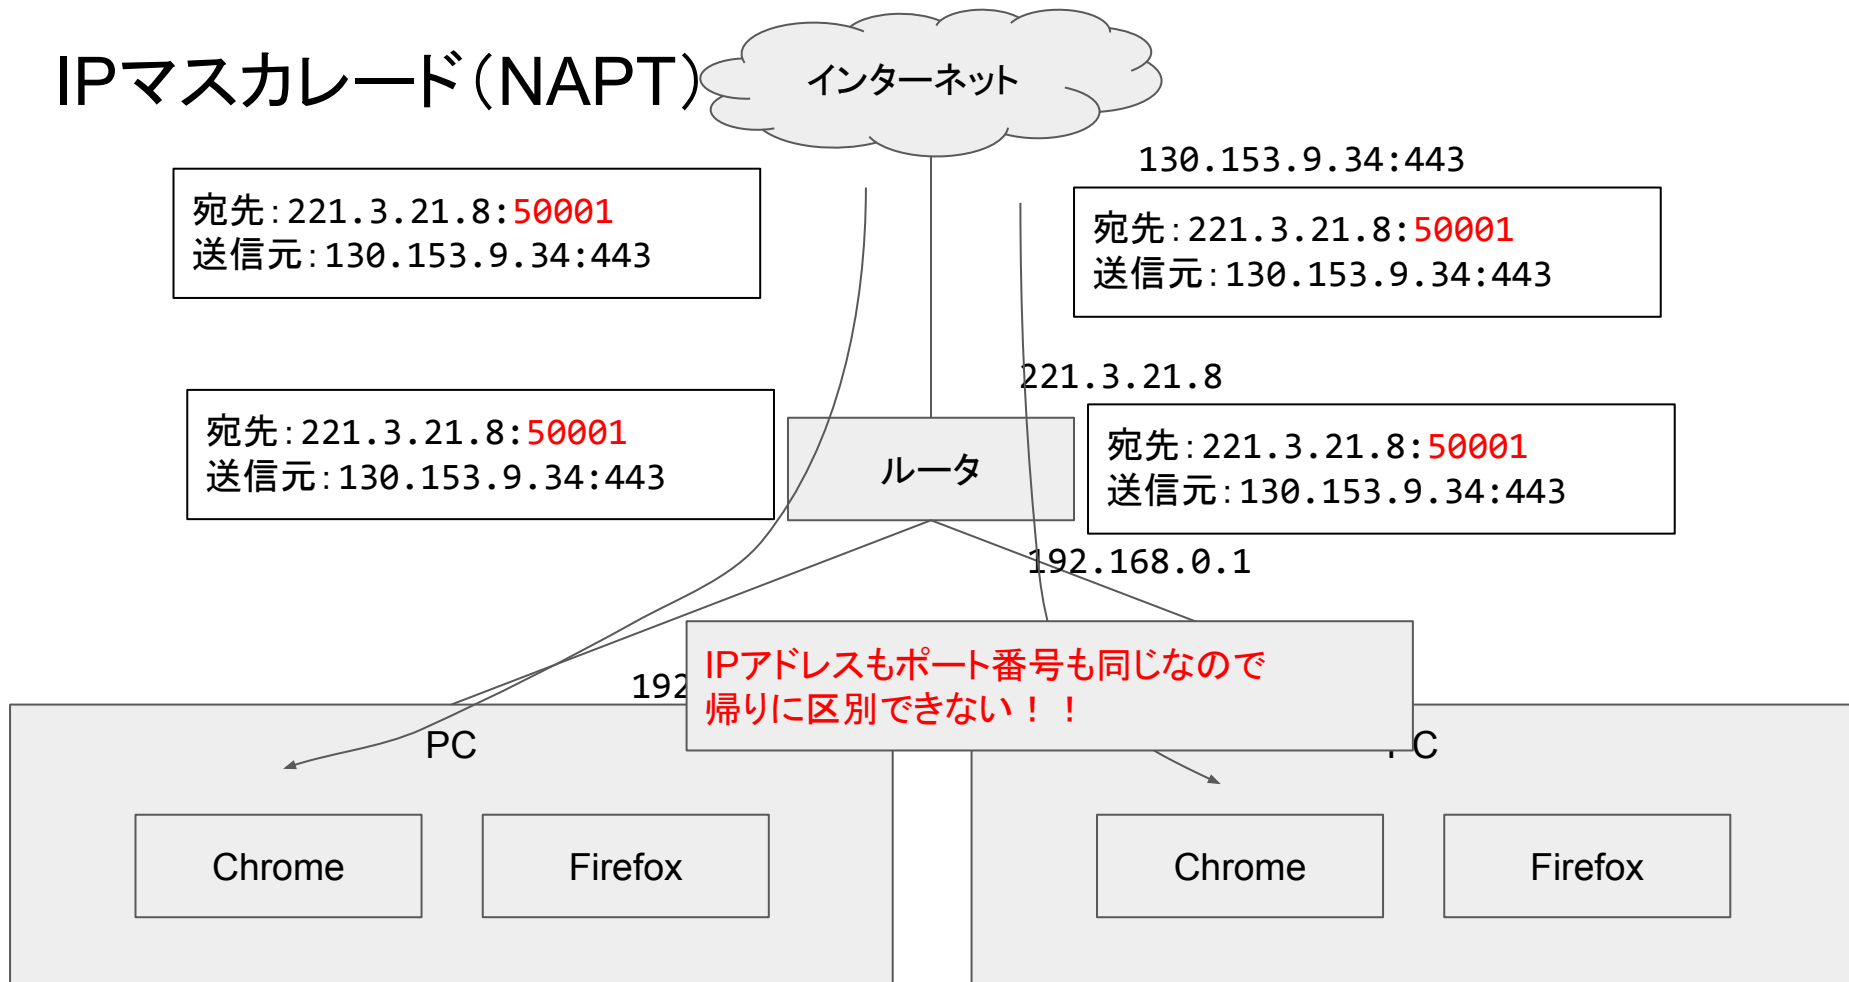 IPマスカレード（NAPT）
インターネット
130.153.9.34:443
宛先：221.3.21.8:50001
送信元：130.153.9.34:443
宛先：221.3.21.8:50001
送信元：130.153.9.34:443
221.3.21.8
宛先：221.3.21.8:50001
送信元：130.153.9.34:443
ルータ
宛先：221.3.21.8:50001
送信元：130.153.9.34:443
192.168.0.1
IPアドレスもポート番号も同じなので
帰りに区別できない！！
192
PC
Chrome
Firefox
Chrome
Firefox